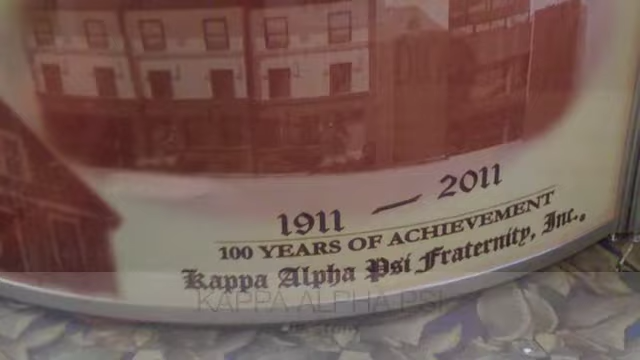 1911 — 2011
100 YEARS OF ACHIEVEMENT
Kappa Alpha Psi Fraternity, Inc.,
KAPPA ALPHA PSI